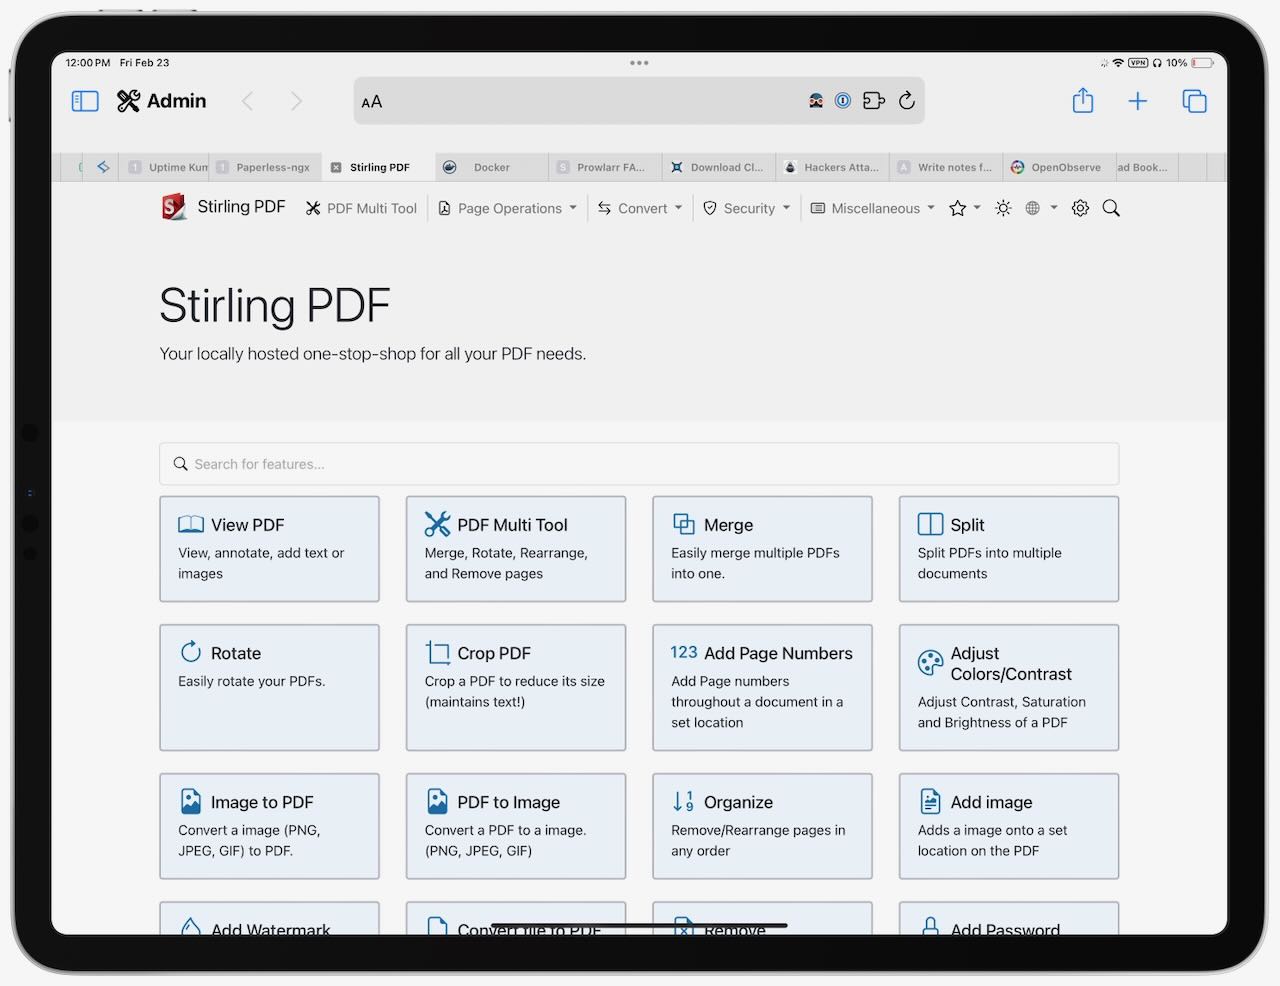 12:00 PM Fri Feb 23
VPN 10%
Admin
AA
1 Uptime Kum
1 Paperless-ngx
Stirling PDF
Docker
S Prowlarr FA...
Download Cl...
Hackers Atta...
A Write notes f...
OpenObserve
ad Book...
Stirling PDF
PDF Multi Tool
Page Operations
Convert
Security
Miscellaneous
Stirling PDF
Your locally hosted one-stop-shop for all your PDF needs.
Search for features...
View PDF
View, annotate, add text or
images
PDF Multi Tool
Merge, Rotate, Rearrange,
and Remove pages
Merge
Easily merge multiple PDFs
into one.
Split
Split PDFs into multiple
documents
Rotate
Easily rotate your PDFs.
Crop PDF
Crop a PDF to reduce its size
(maintains text!)
123 Add Page Numbers
Add Page numbers
throughout a document in a
set location
Adjust
Colors/Contrast
Adjust Contrast, Saturation
and Brightness of a PDF
Image to PDF
Convert a image (PNG,
JPEG, GIF) to PDF.
PDF to Image
Convert a PDF to a image.
(PNG, JPEG, GIF)
Organize
Remove/Rearrange pages in
any order
Add image
Adds a image onto a set
location on the PDF
Add Watermark
Convert file to PDF
Remove
Add Password